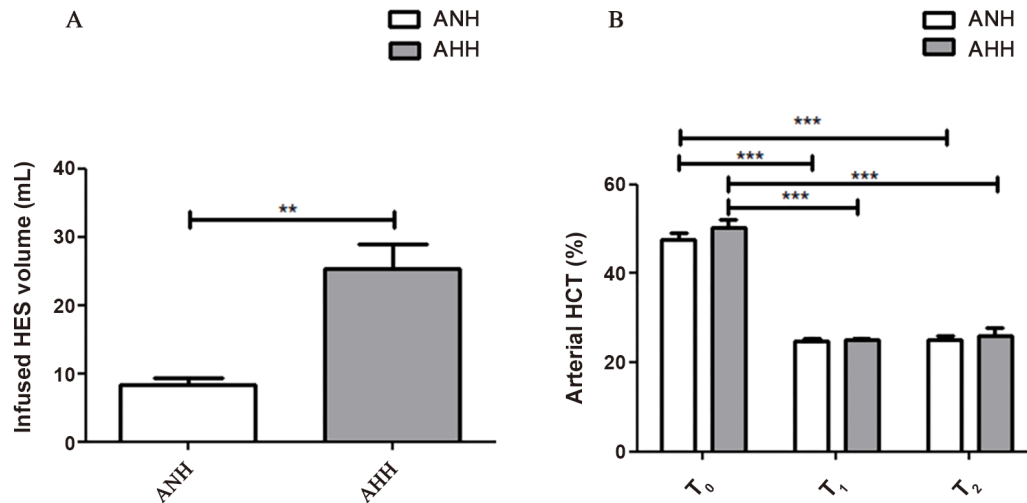 A
ANH
AHH
Infused HES volume (mL)
40
30
20
10
0
**
ANH
AHH
B
ANH
AHH
Arterial HCT (%)
60
40
20
0
***
***
***
***
T0
T1
T2